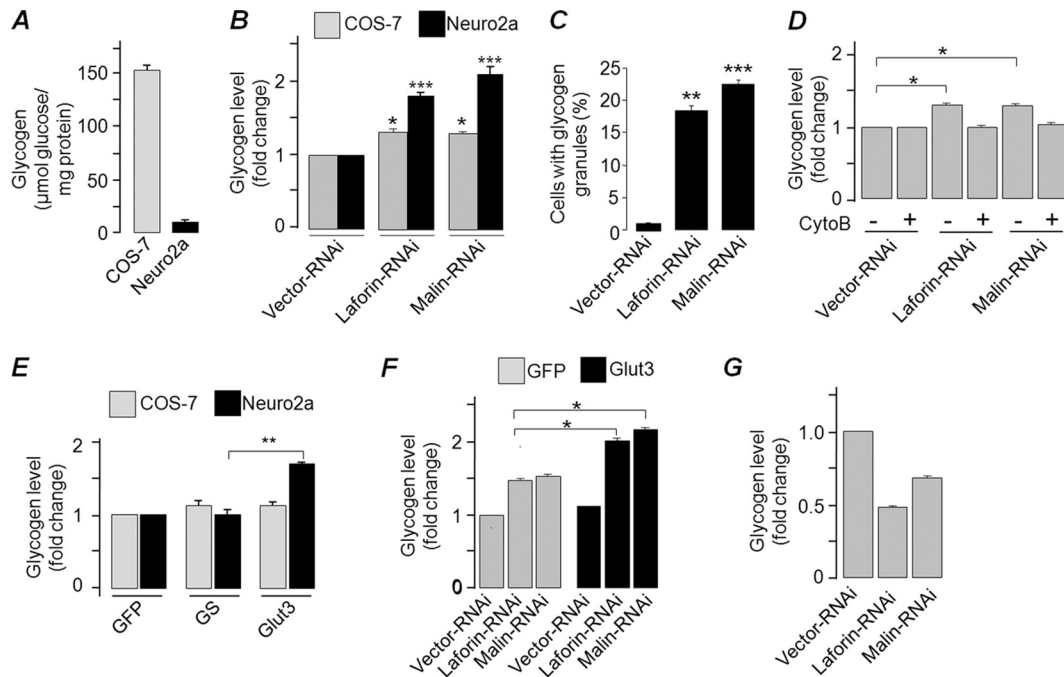 A
Glycogen
(μmol glucose/
mg protein)
150
100
50
0
COS-7
Neuro2a
B
COS-7 Neuro2a
Glycogen level
(fold change)
2
1
0
* *** * ***
Vector-RNAi
Laforin-RNAi
Malin-RNAi
C
Cells with glycogen
granules (%)
25
20
15
10
5
0
** ***
Vector-RNAi
Laforin-RNAi
Malin-RNAi
D
Glycogen level
(fold change)
2
1
0
*
*
CytoB - + - + - +
Vector-RNAi
Laforin-RNAi
Malin-RNAi
E
COS-7 Neuro2a
Glycogen level
(fold change)
2
1
0
**
GFP
GS
Glut3
F
GFP Glut3
Glycogen level
(fold change)
2
1
0
*
*
Vector-RNAi
Laforin-RNAi
Malin-RNAi
Vector-RNAi
Laforin-RNAi
Malin-RNAi
G
Glycogen level
(fold change)
1.0
0.5
0
Vector-RNAi
Laforin-RNAi
Malin-RNAi